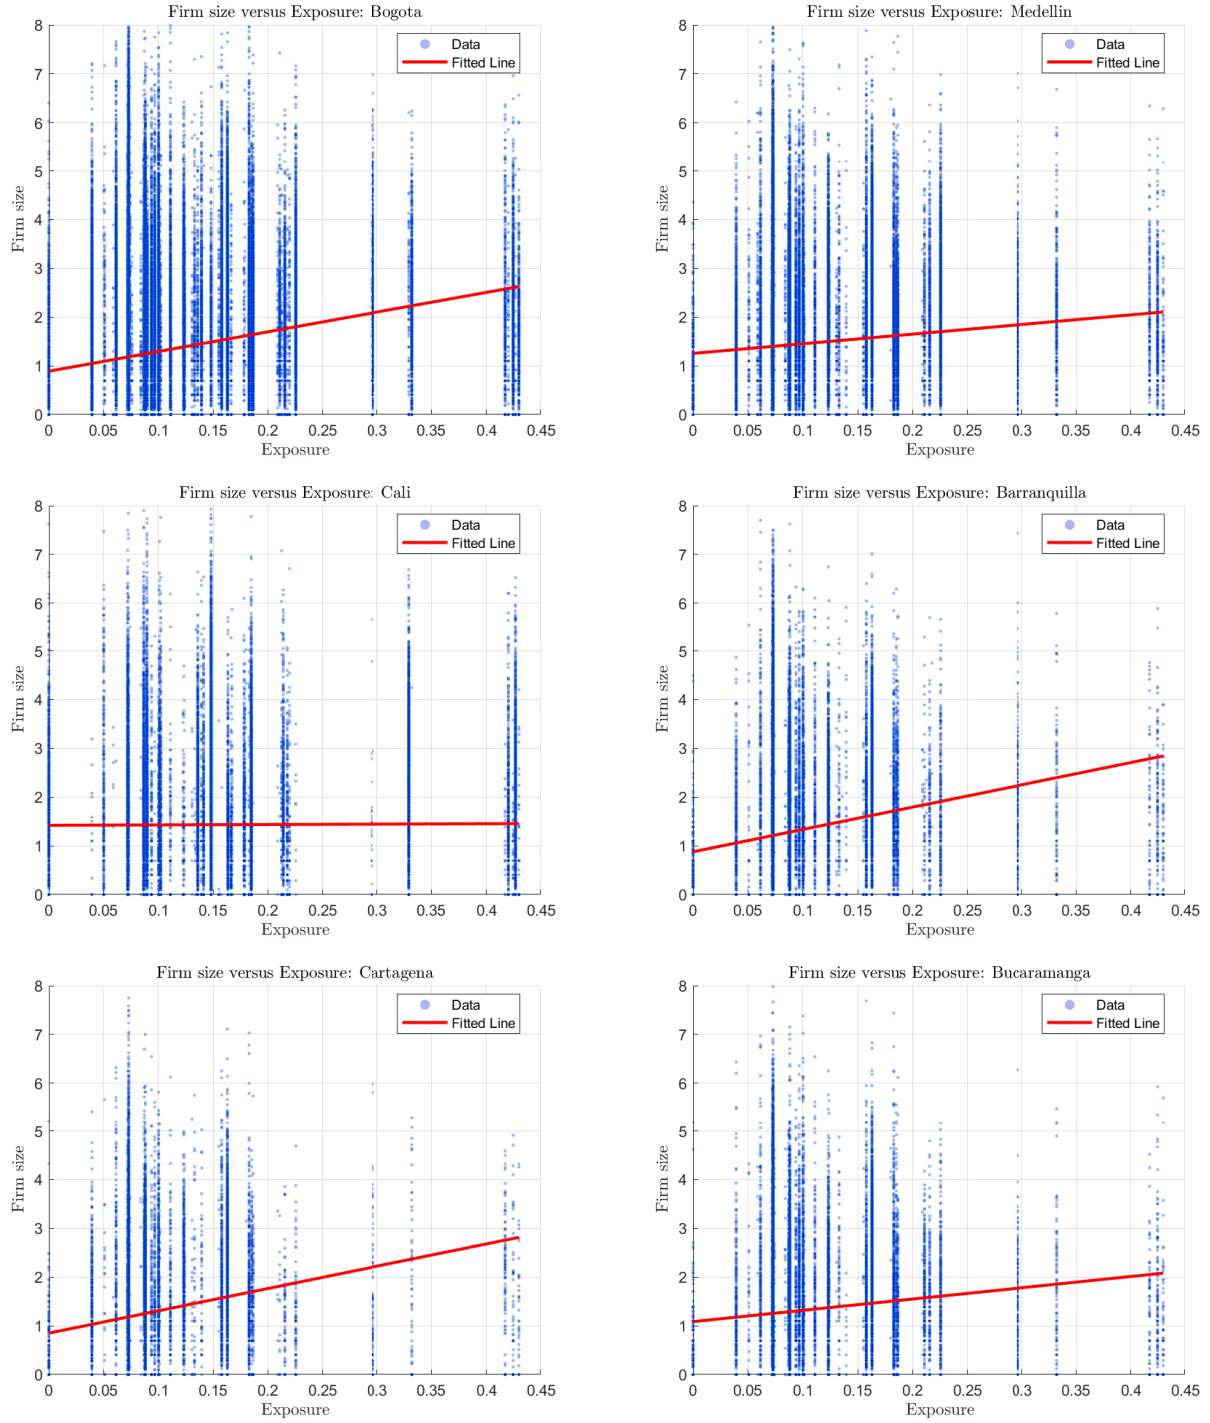 Firm size versus Exposure: Bogota
Data
Fitted Line
8
7
6
5
4
3
2
1
0
Firm size
0 0.05 0.1 0.15 0.2 0.25 0.3 0.35 0.4 0.45
Exposure
Firm size versus Exposure: Medellin
Data
Fitted Line
8
7
6
5
4
3
2
1
0
Firm size
0 0.05 0.1 0.15 0.2 0.25 0.3 0.35 0.4 0.45
Exposure
Firm size versus Exposure: Cali
Data
Fitted Line
8
7
6
5
4
3
2
1
0
Firm size
0 0.05 0.1 0.15 0.2 0.25 0.3 0.35 0.4 0.45
Exposure
Firm size versus Exposure: Barranquilla
Data
Fitted Line
8
7
6
5
4
3
2
1
0
Firm size
0 0.05 0.1 0.15 0.2 0.25 0.3 0.35 0.4 0.45
Exposure
Firm size versus Exposure: Cartagena
Data
Fitted Line
8
7
6
5
4
3
2
1
0
Firm size
0 0.05 0.1 0.15 0.2 0.25 0.3 0.35 0.4 0.45
Exposure
Firm size versus Exposure: Bucaramanga
Data
Fitted Line
8
7
6
5
4
3
2
1
0
Firm size
0 0.05 0.1 0.15 0.2 0.25 0.3 0.35 0.4 0.45
Exposure